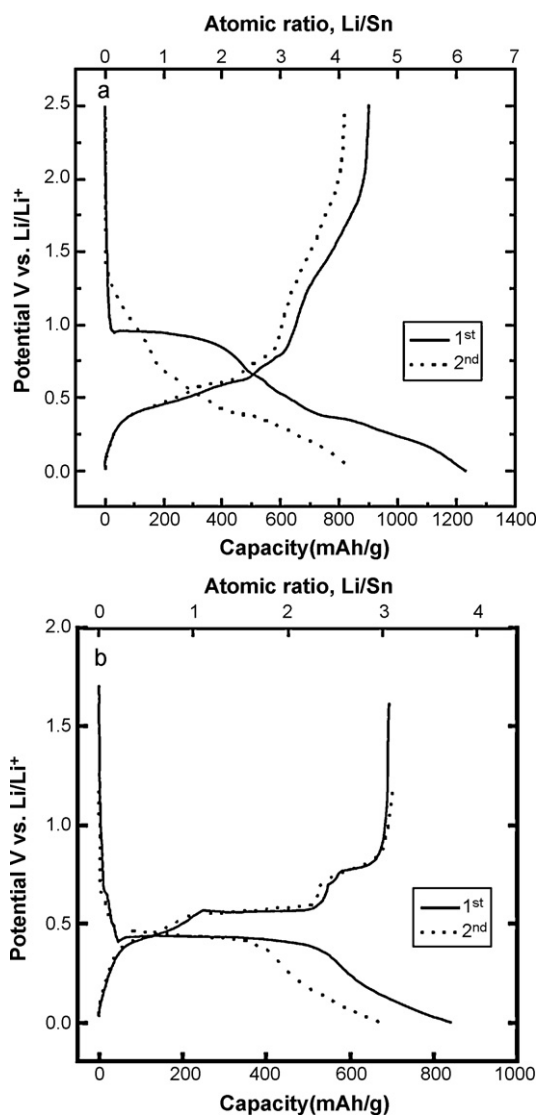 Atomic ratio, Li/Sn
0 1 2 3 4 5 6 7
a
2.5
2.0
1.5
1.0
0.5
0.0
Potential V vs. Li/Li⁺
1st
2nd
0 200 400 600 800 1000 1200 1400
Capacity(mAh/g)
Atomic ratio, Li/Sn
0 1 2 3 4
b
2.0
1.5
1.0
0.5
0.0
Potential V vs. Li/Li⁺
1st
2nd
0 200 400 600 800 1000
Capacity(mAh/g)